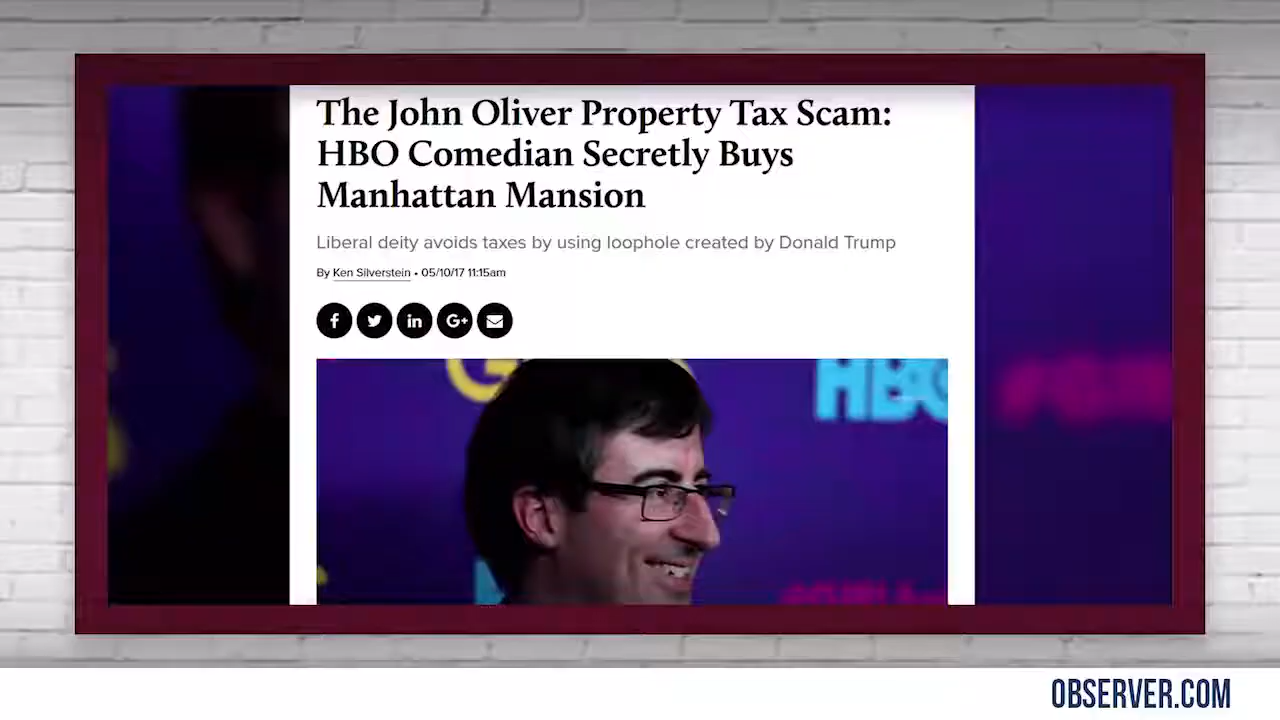 The John Oliver Property Tax Scam:
HBO Comedian Secretly Buys
Manhattan Mansion
Liberal deity avoids taxes by using loophole created by Donald Trump
By Ken Silverstein • 05/10/17 11:15am
f in G+
G
HBO
OBSERVER.COM